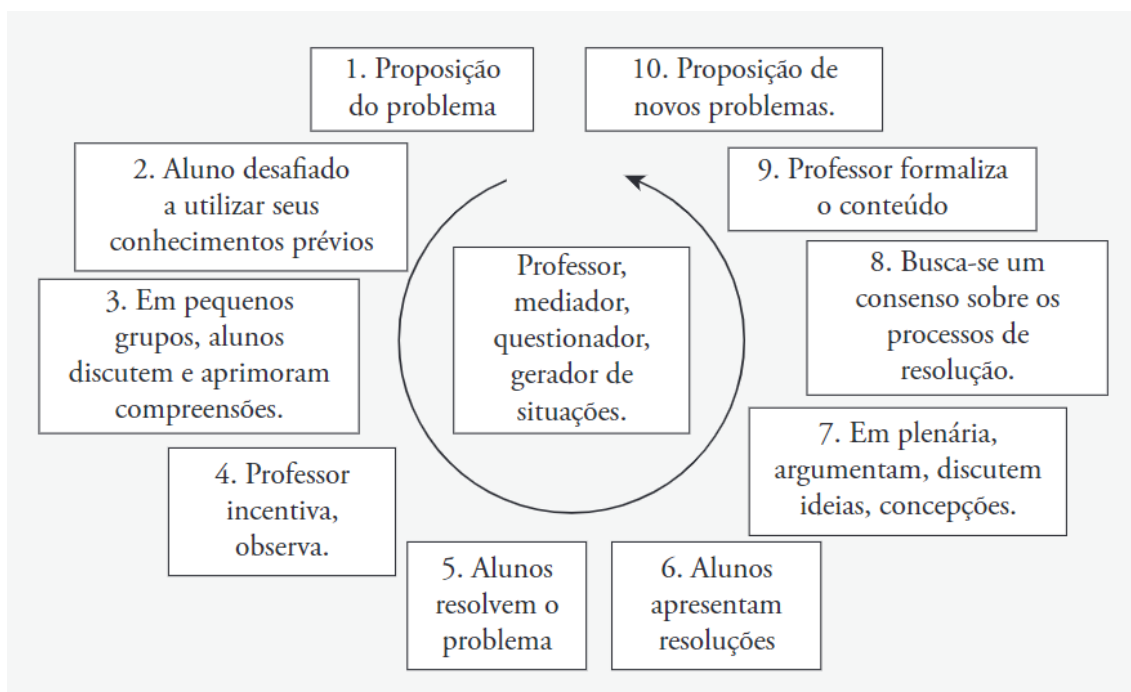 1. Proposição
do problema
2. Aluno desafiado
a utilizar seus
conhecimentos prévios
3. Em pequenos
grupos, alunos
discutem e aprimoram
compreensões.
4. Professor
incentiva,
observa.
5. Alunos
resolvem o
problema
6. Alunos
apresentam
resoluções
7. Em plenária,
argumentam, discutem
ideias, concepções.
8. Busca-se um
consenso sobre os
processos de
resolução.
9. Professor formaliza
o conteúdo
10. Proposição de
novos problemas.
Professor,
mediador,
questionador,
gerador de
situações.